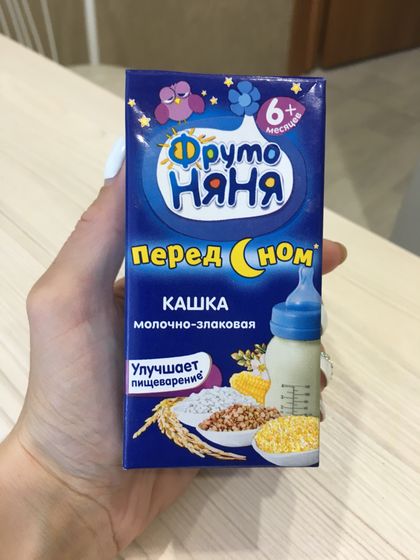 6+
месяцев
Фруто
НЯНЯ
перед Сном*
КАШКА
молочно-злаковая
Улучшает
пищеварение*